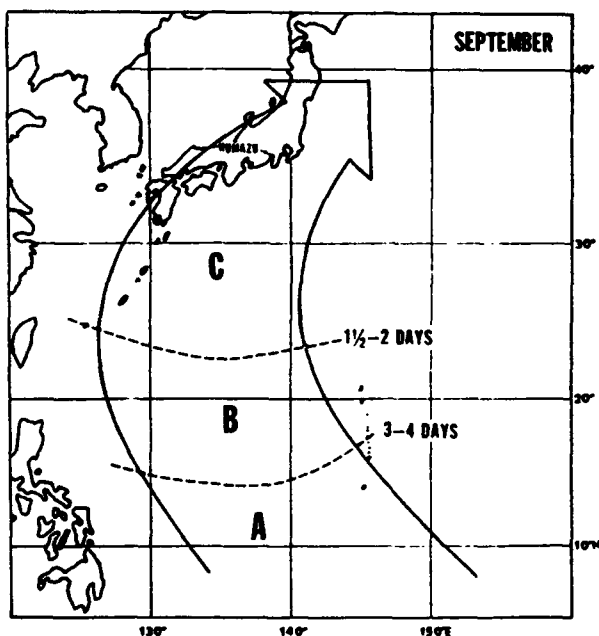 SEPTEMBER
40°
NUMAZU
30°
C
1½–2 DAYS
20°
B
3–4 DAYS
A
10°N
130°
140°
150°E